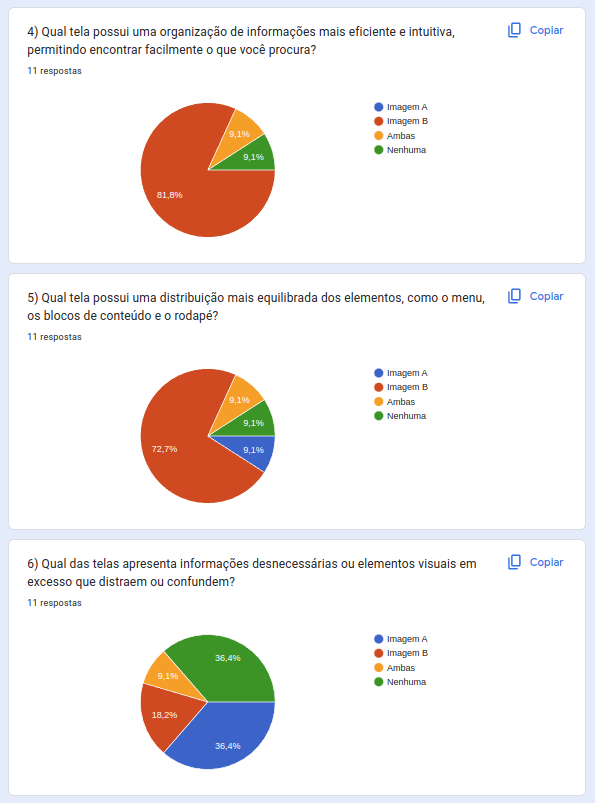 4) Qual tela possui uma organização de informações mais eficiente e intuitiva,
permitindo encontrar facilmente o que você procura?
Copiar
11 respostas
Imagem A
Imagem B
Ambas
Nenhuma
9,1%
9,1%
81,8%
5) Qual tela possui uma distribuição mais equilibrada dos elementos, como o menu,
os blocos de conteúdo e o rodapé?
Copiar
11 respostas
Imagem A
Imagem B
Ambas
Nenhuma
9,1%
9,1%
72,7%
9,1%
6) Qual das telas apresenta informações desnecessárias ou elementos visuais em
excesso que distraem ou confundem?
Copiar
11 respostas
Imagem A
Imagem B
Ambas
Nenhuma
36,4%
9,1%
18,2%
36,4%